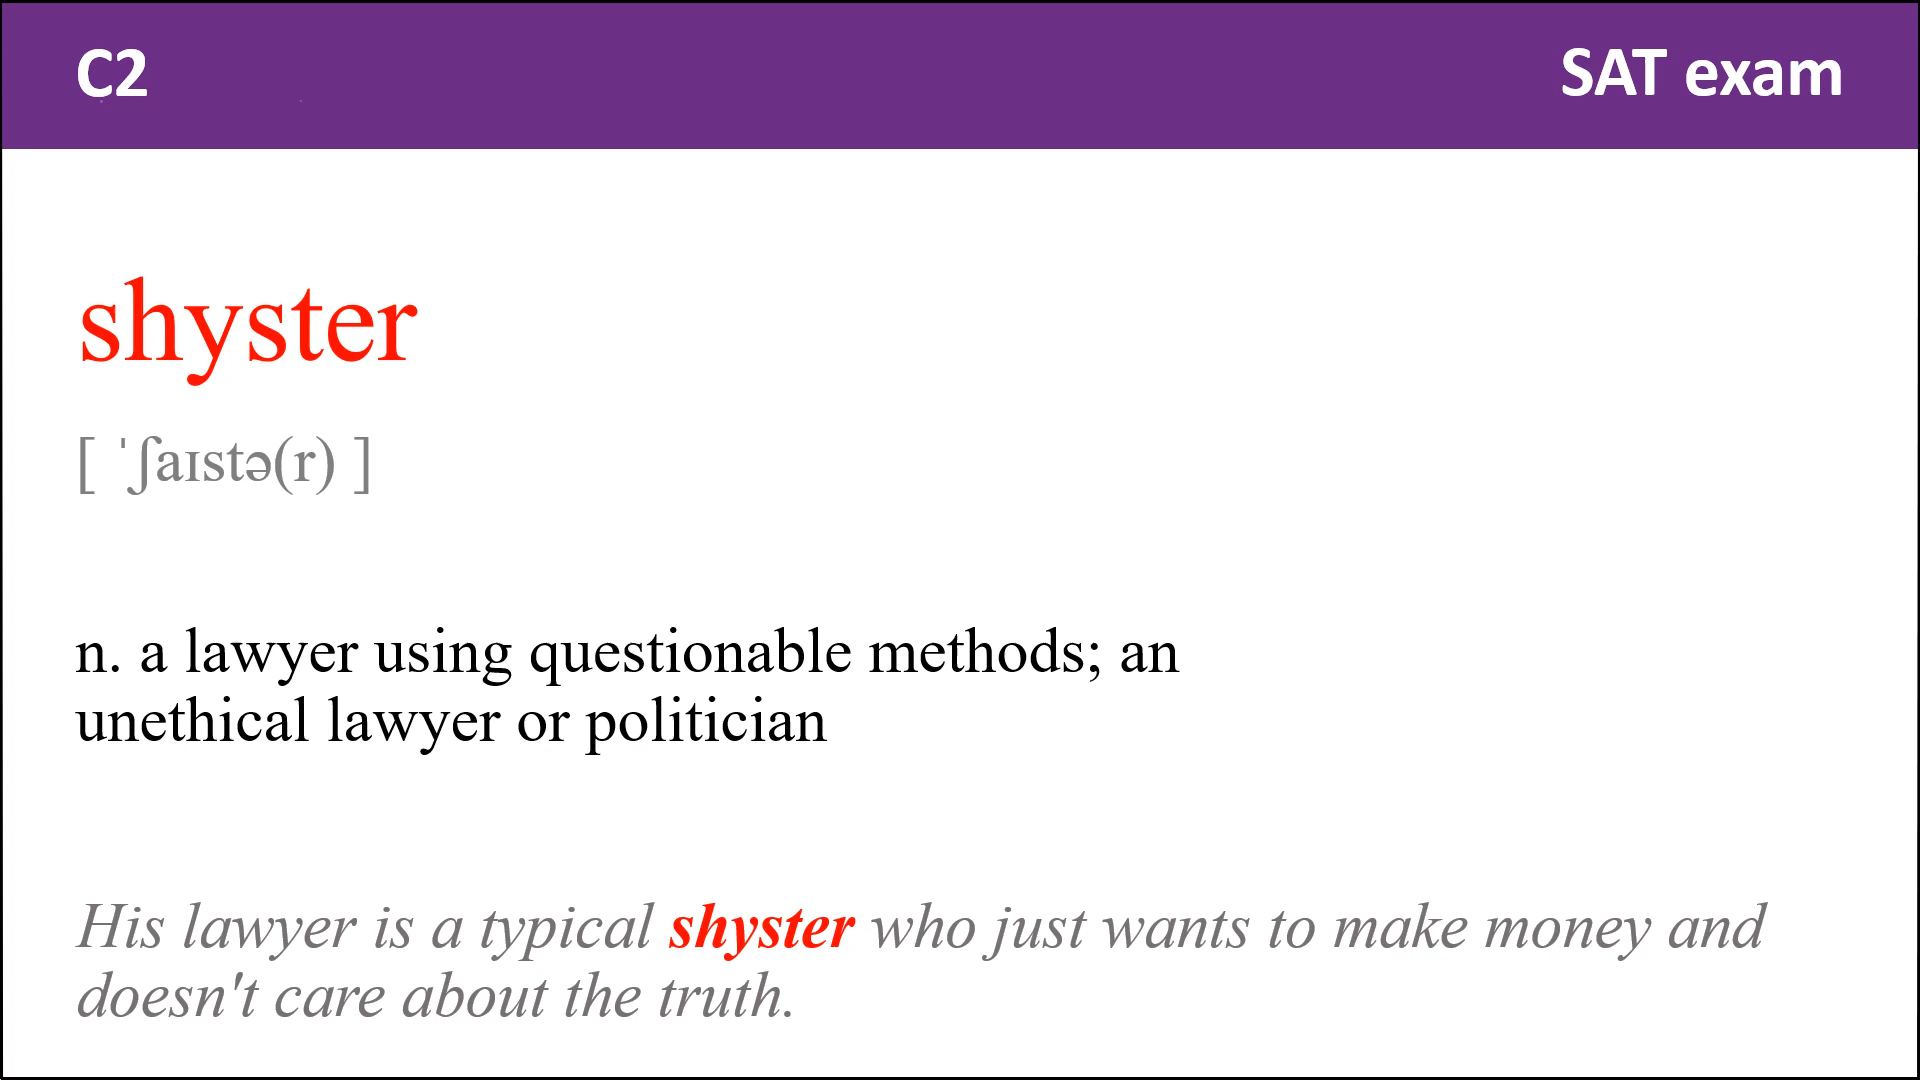 C2
SAT exam
shyster
[ ˈʃaɪstə(r) ]
n. a lawyer using questionable methods; an
unethical lawyer or politician
His lawyer is a typical shyster who just wants to make money and
doesn't care about the truth.